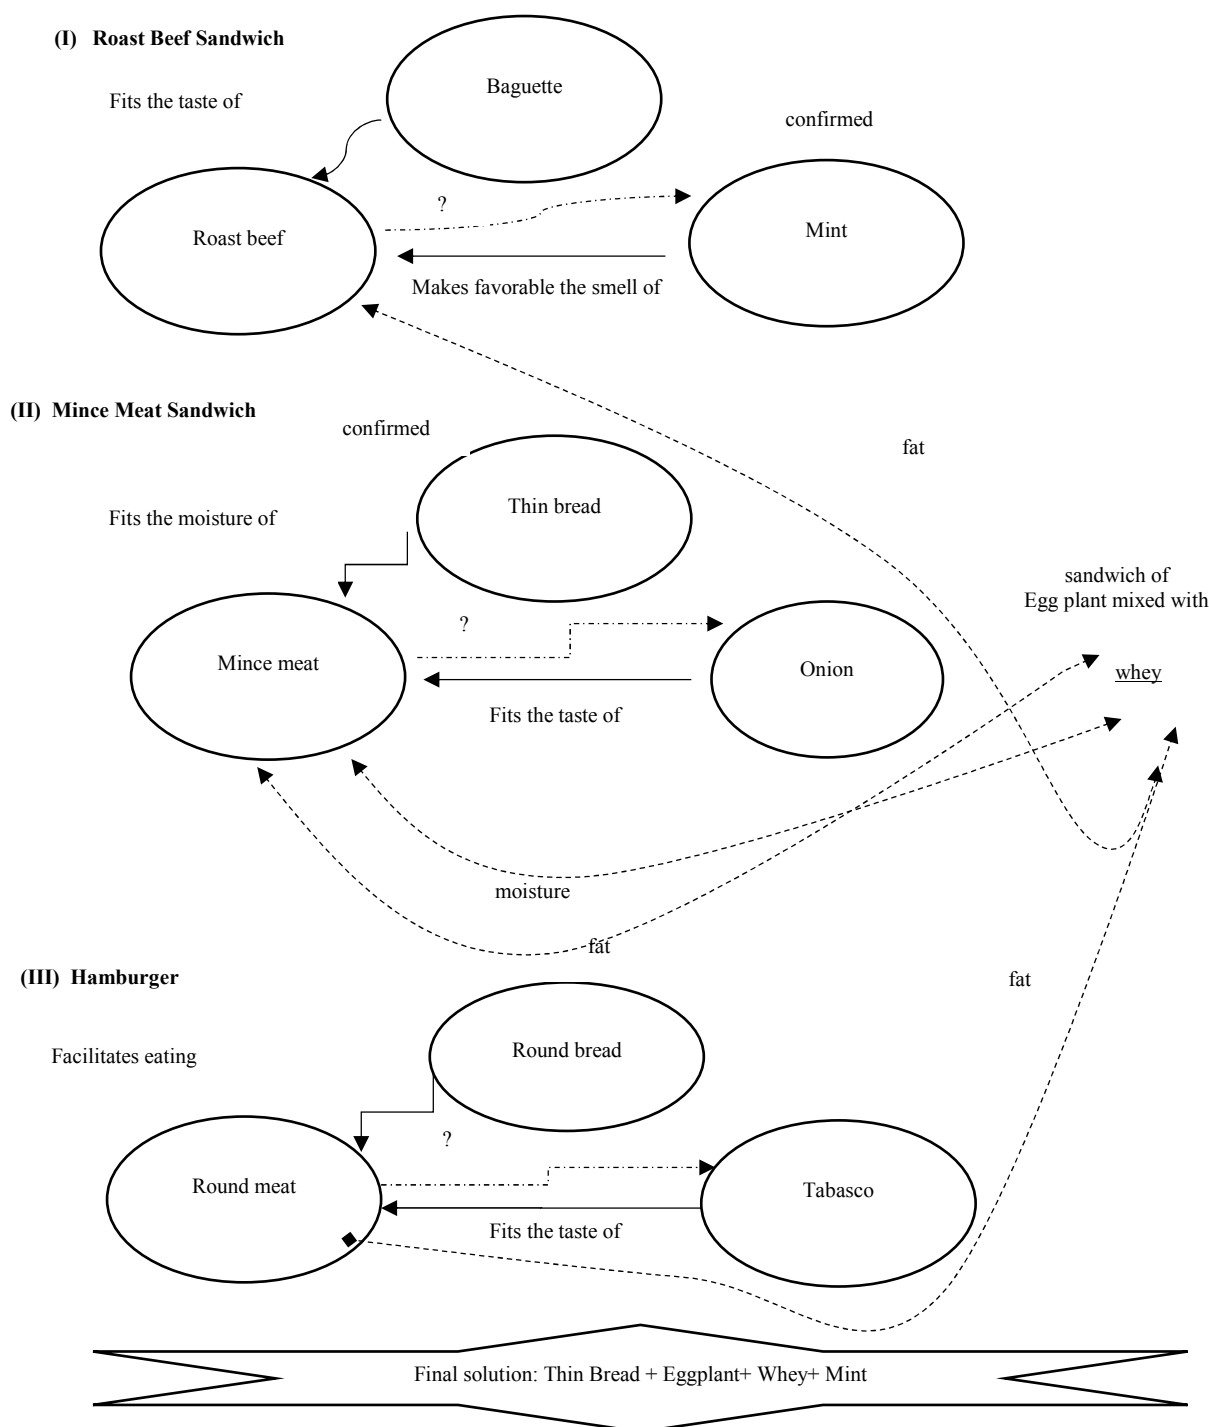 (I) Roast Beef Sandwich
Baguette
Fits the taste of
confirmed
?
Roast beef
Mint
Makes favorable the smell of
(II) Mince Meat Sandwich
confirmed
fat
Thin bread
Fits the moisture of
sandwich of
Egg plant mixed with
?
Mince meat
Onion
whey
Fits the taste of
moisture
fat
(III) Hamburger
fat
Round bread
Facilitates eating
?
Round meat
Tabasco
Fits the taste of
Final solution: Thin Bread + Eggplant+ Whey+ Mint